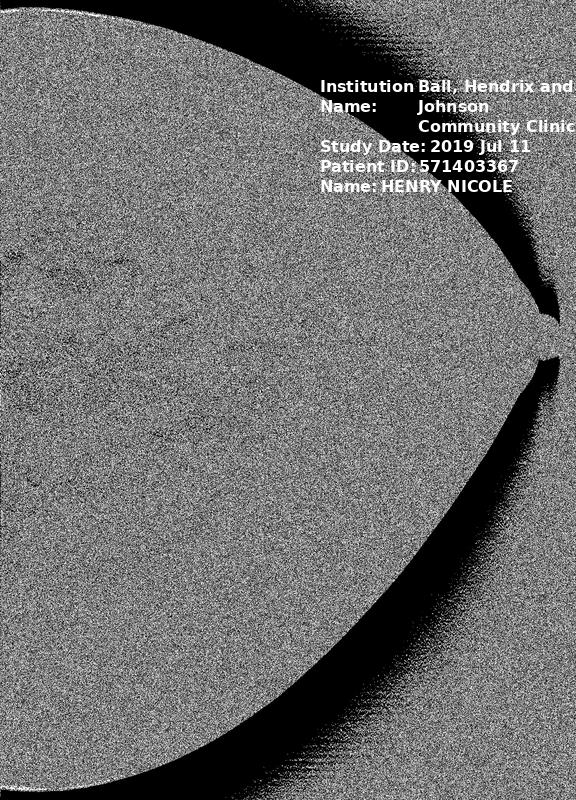 Institution Ball, Hendrix and
Name: Johnson
Community Clinic
Study Date: 2019 Jul 11
Patient ID: 571403367
Name: HENRY NICOLE